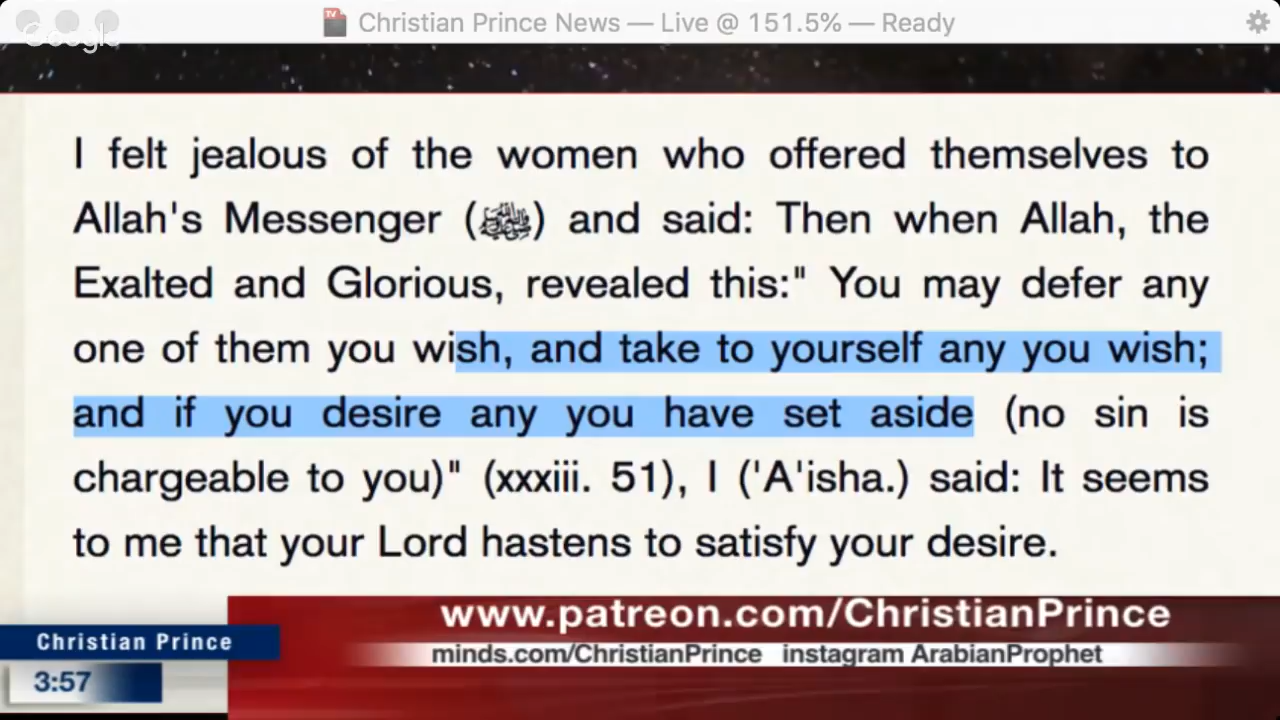 Christian Prince News — Live @ 151.5% — Ready
Google
I felt jealous of the women who offered themselves to
Allah's Messenger (ﷺ) and said: Then when Allah, the
Exalted and Glorious, revealed this:" You may defer any
one of them you wish, and take to yourself any you wish;
and if you desire any you have set aside (no sin is
chargeable to you)" (xxxiii. 51), I ('A'isha.) said: It seems
to me that your Lord hastens to satisfy your desire.
www.patreon.com/ChristianPrince
Christian Prince
minds.com/ChristianPrince instagram ArabianProphet
3:57